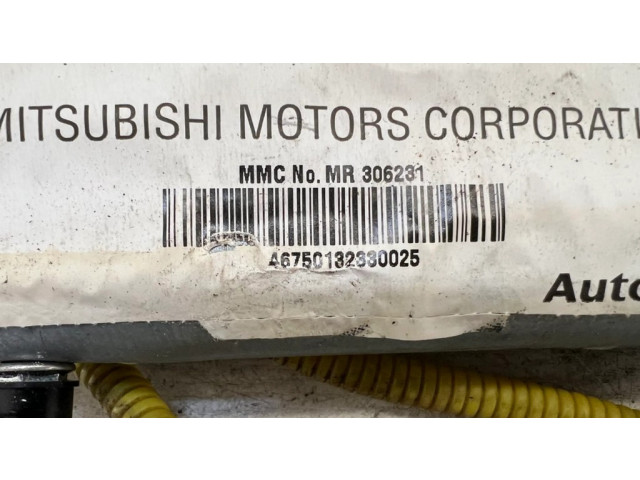 MITSUBISHI MOTORS CORPORATI
MMC No. MR 306231
46750132330025
Auto